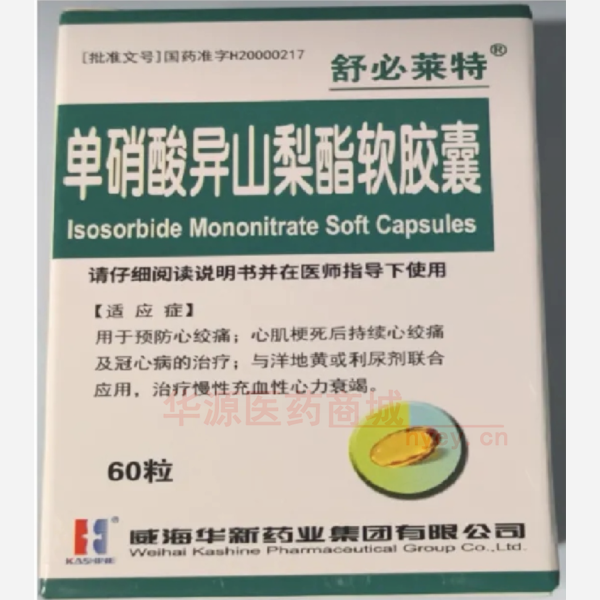 [批准文号]国药准字H20000217
舒必莱特®
单硝酸异山梨酯软胶囊
Isosorbide Mononitrate Soft Capsules
请仔细阅读说明书并在医师指导下使用
【适应症】
用于预防心绞痛；心肌梗死后持续心绞痛
及冠心病的治疗；与洋地黄或利尿剂联合
应用，治疗慢性充血性心力衰竭。
华源医药商城
hyey.cn
60粒
KASHINE®
威海华新药业集团有限公司
Weihai Kashine Pharmaceutical Group Co.,Ltd.